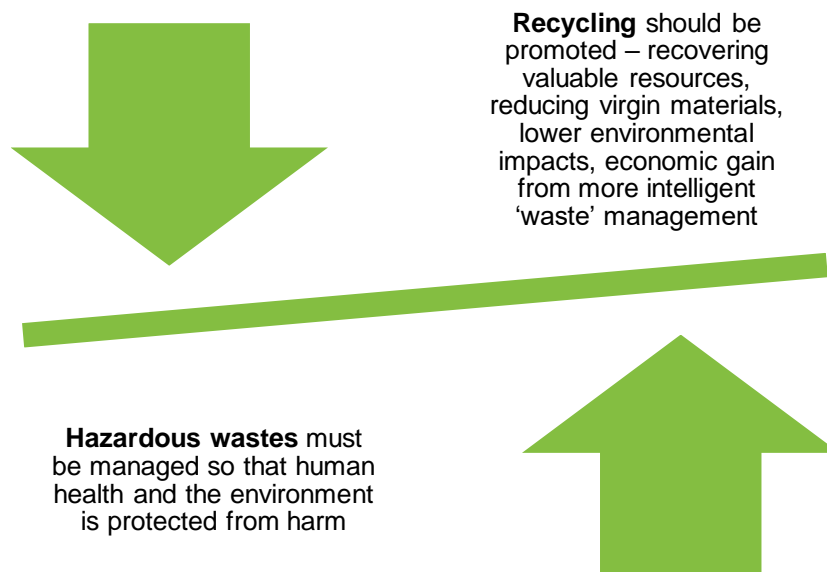 Recycling should be
promoted – recovering
valuable resources,
reducing virgin materials,
lower environmental
impacts, economic gain
from more intelligent
‘waste’ management
Hazardous wastes must
be managed so that human
health and the environment
is protected from harm